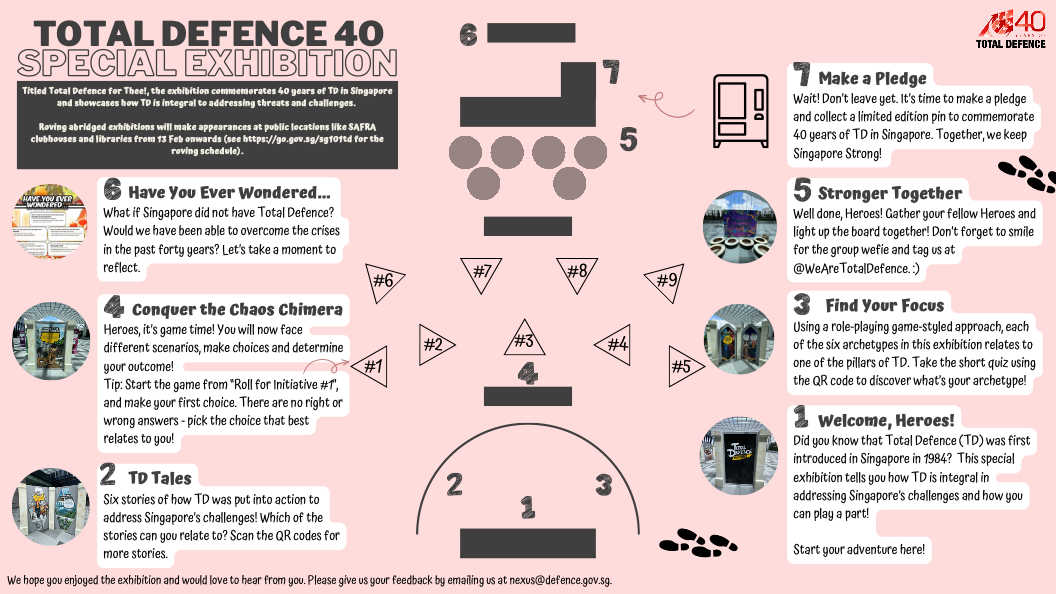 TOTAL DEFENCE 40
SPECIAL EXHIBITION
Titled Total Defence for Thee!, the exhibition commemorates 40 years of TD in Singapore
and showcases how TD is integral to addressing threats and challenges.
Roving abridged exhibitions will make appearances at public locations like SAFRA
clubhouses and libraries from 13 Feb onwards (see https://go.gov.sg/sgf01td for the
roving schedule).
6 Have You Ever Wondered...
What if Singapore did not have Total Defence?
Would we have been able to overcome the crises
in the past forty years? Let's take a moment to
reflect.
HAVE YOU EVER
WONDERED
4 Conquer the Chaos Chimera
Heroes, it's game time! You will now face
different scenarios, make choices and determine
your outcome!
Tip: Start the game from "Roll for Initiative #1",
and make your first choice. There are no right or
wrong answers - pick the choice that best
relates to you!
2 TD Tales
Six stories of how TD was put into action to
address Singapore's challenges! Which of the
stories can you relate to? Scan the QR codes for
more stories.
6
7
5
#6
#7
#8
#9
#1
#2
#3
#4
#5
4
2
3
1
40
TOTAL DEFENCE
7 Make a Pledge
Wait! Don't leave yet. It's time to make a pledge
and collect a limited edition pin to commemorate
40 years of TD in Singapore. Together, we keep
Singapore Strong!
5 Stronger Together
Well done, Heroes! Gather your fellow Heroes and
light up the board together! Don't forget to smile
for the group wefie and tag us at
@WeAreTotalDefence. :)
3 Find Your Focus
Using a role-playing game-styled approach, each
of the six archetypes in this exhibition relates to
one of the pillars of TD. Take the short quiz using
the QR code to discover what's your archetype!
1 Welcome, Heroes!
Did you know that Total Defence (TD) was first
introduced in Singapore in 1984? This special
exhibition tells you how TD is integral in
addressing Singapore's challenges and how you
can play a part!
Start your adventure here!
TOTAL
DEFENCE
We hope you enjoyed the exhibition and would love to hear from you. Please give us your feedback by emailing us at nexus@defence.gov.sg.